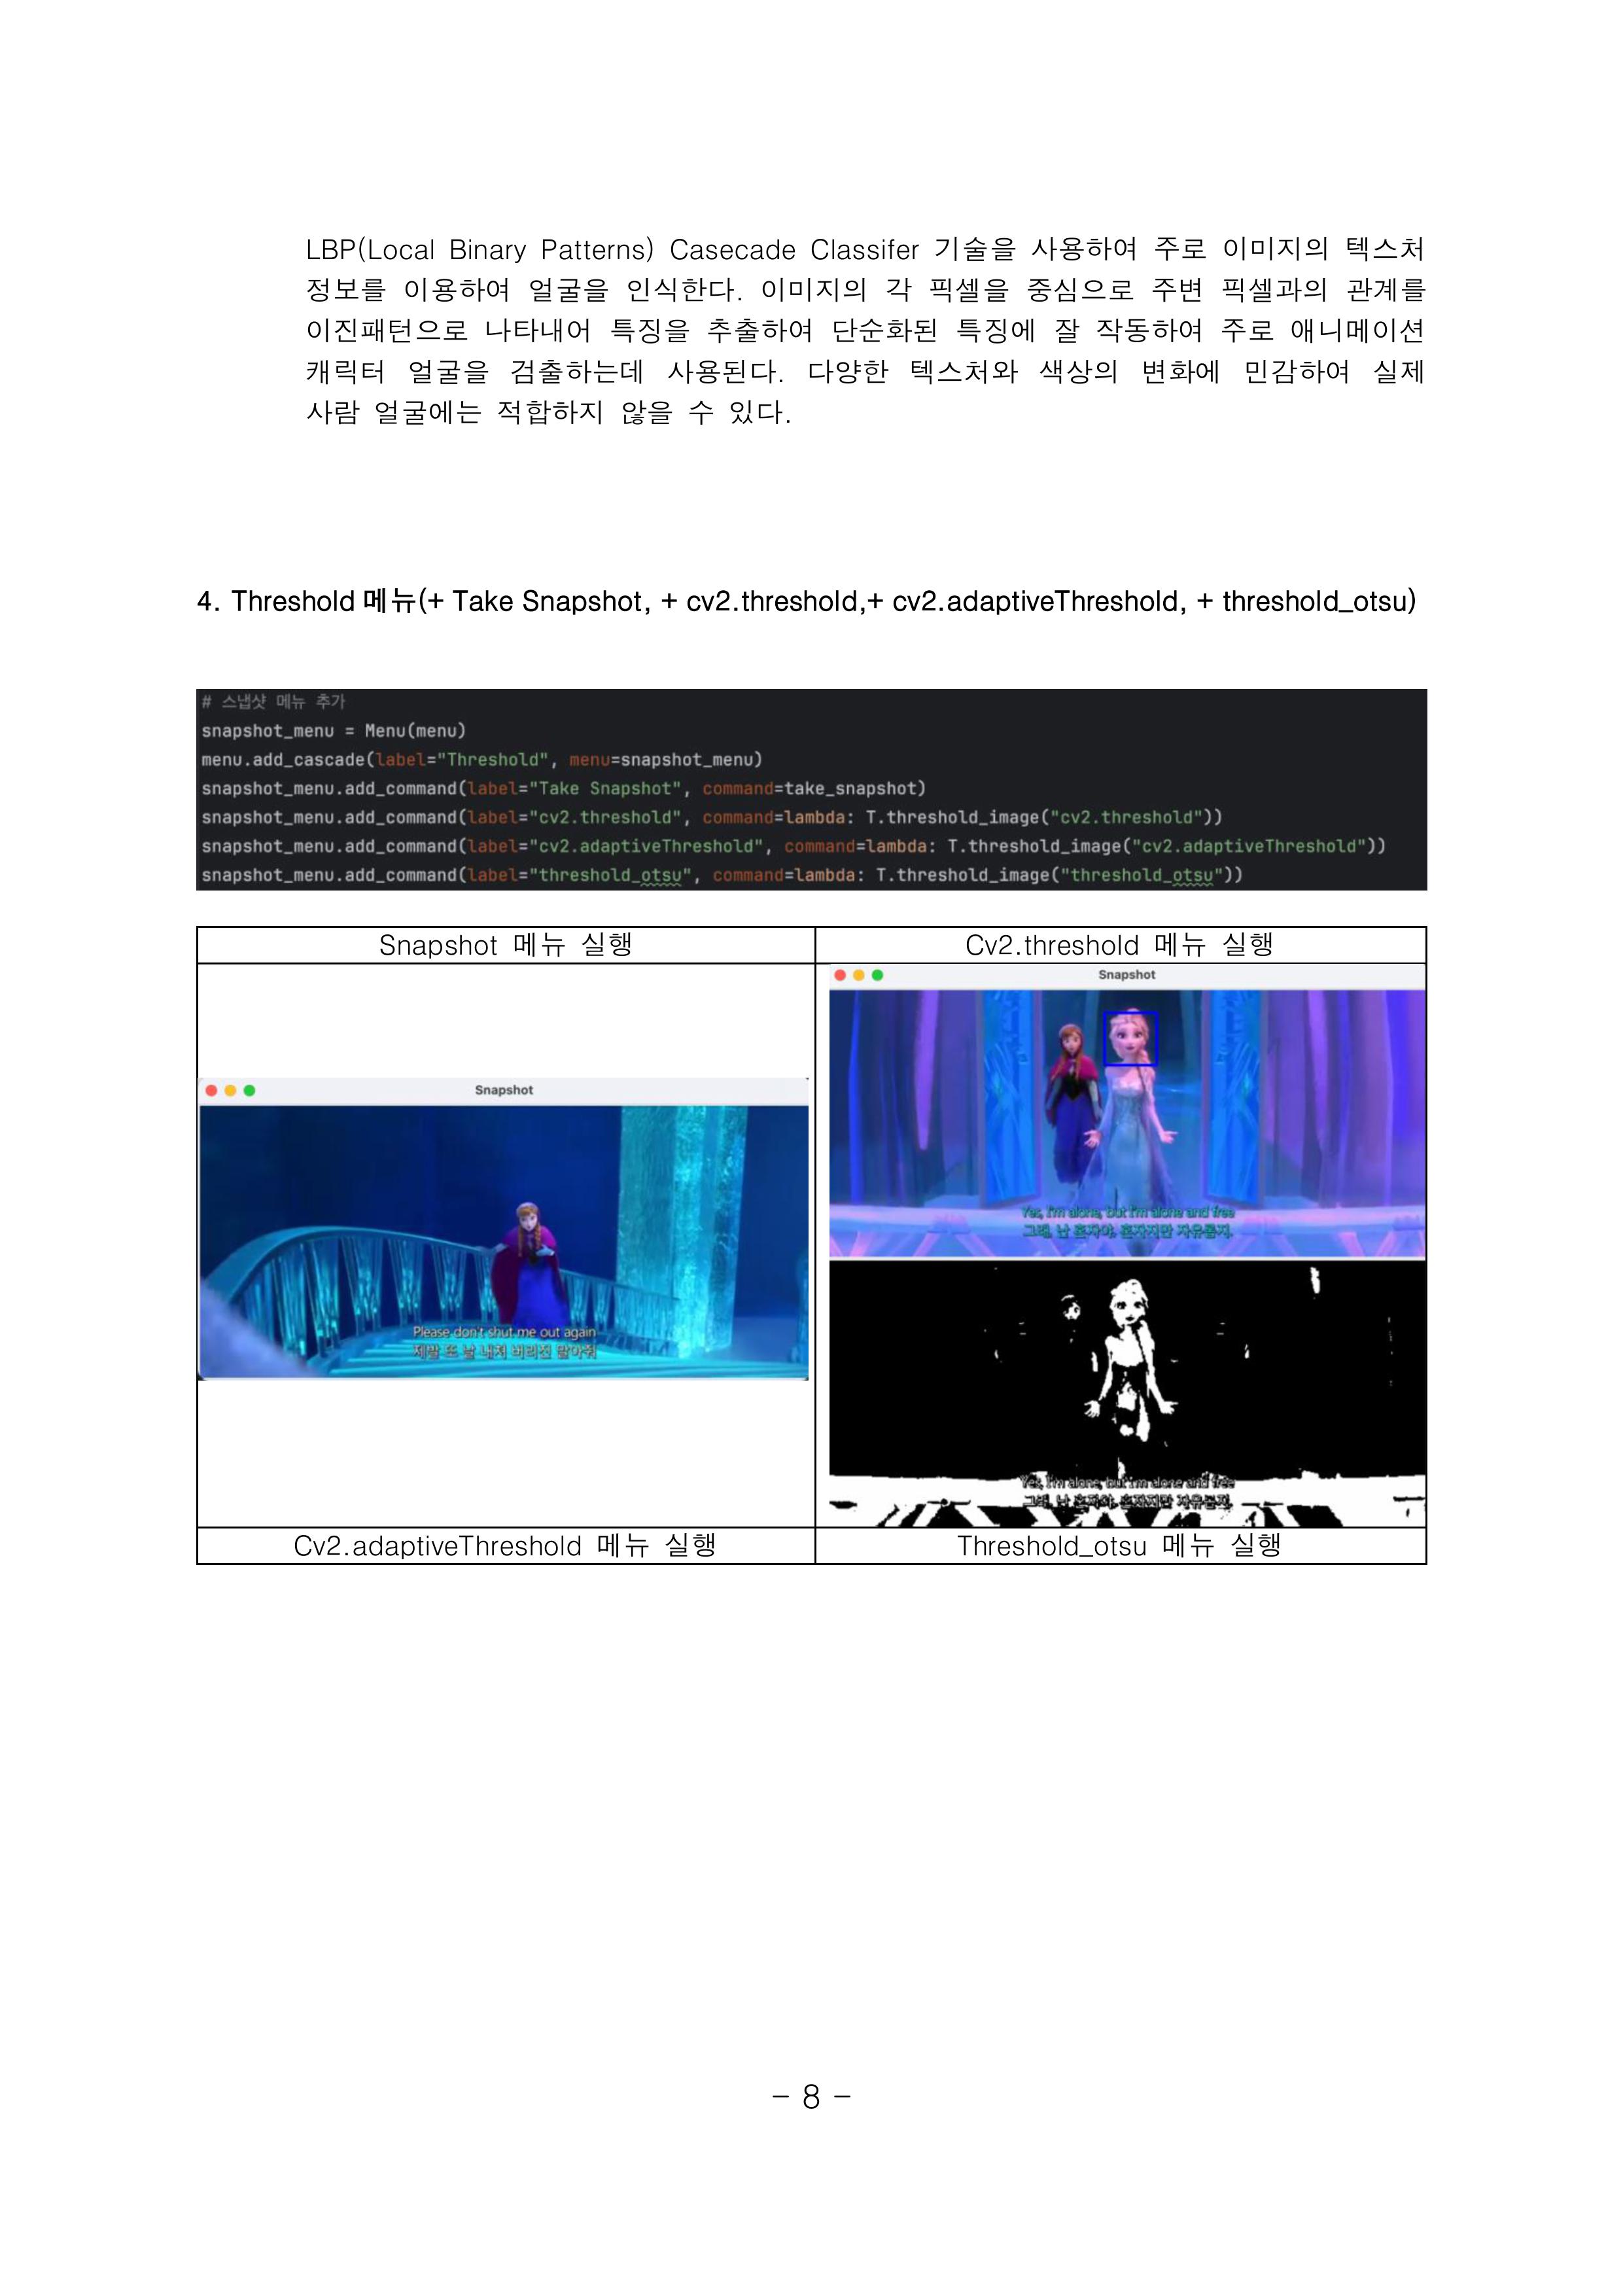 LBP(Local Binary Patterns) Casecade Classifer 기술을 사용하여 주로 이미지의 텍스처
정보를 이용하여 얼굴을 인식한다. 이미지의 각 픽셀을 중심으로 주변 픽셀과의 관계를
이진패턴으로 나타내어 특징을 추출하여 단순화된 특징에 잘 작동하여 주로 애니메이션
캐릭터 얼굴을 검출하는데 사용된다. 다양한 텍스처와 색상의 변화에 민감하여 실제
사람 얼굴에는 적합하지 않을 수 있다.
4. Threshold 메뉴(+ Take Snapshot, + cv2.threshold,+ cv2.adaptiveThreshold, + threshold_otsu)
# 스냅샷 메뉴 추가
snapshot_menu = Menu(menu)
menu.add_cascade(label="Threshold", menu=snapshot_menu)
snapshot_menu.add_command(label="Take Snapshot", command=take_snapshot)
snapshot_menu.add_command(label="cv2.threshold", command=lambda: T.threshold_image("cv2.threshold"))
snapshot_menu.add_command(label="cv2.adaptiveThreshold", command=lambda: T.threshold_image("cv2.adaptiveThreshold"))
snapshot_menu.add_command(label="threshold_otsu", command=lambda: T.threshold_image("threshold_otsu"))
Snapshot 메뉴 실행
Cv2.threshold 메뉴 실행
Snapshot
Please don't shut me out again
제발 또 날 내쳐 버리진 말아줘
Snapshot
Yes, I'm alone, but I'm alone and free
그래, 난 혼자야, 혼자지만 자유롭지.
Yes, I'm alone, but I'm alone and free
그래, 난 혼자야, 혼자지만 자유롭지.
Cv2.adaptiveThreshold 메뉴 실행
Threshold_otsu 메뉴 실행
- 8 -